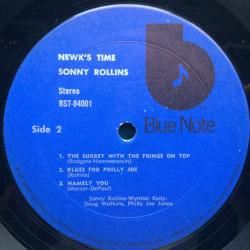 NEWK'S TIME
SONNY ROLLINS
Stereo
BST-84001
Side 2
Blue Note
1. THE SURREY WITH THE FRINGE ON TOP
(Rodgers-Hammerstein)
2. BLUES FOR PHILLY JOE
(Rollins)
3. NAMELY YOU
(Mercer-DePaul)
Sonny Rollins-Wynton Kelly-
Doug Watkins, Philly Joe Jones